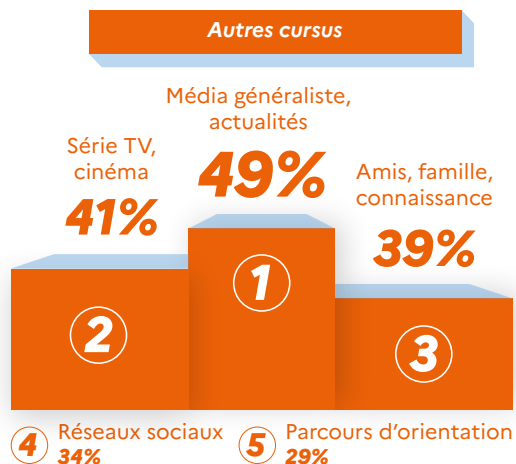 Autres cursus
Média généraliste,
actualités
49%
Série TV,
cinéma
41%
Amis, famille,
connaissance
39%
1
2
3
4 Réseaux sociaux
34%
5 Parcours d'orientation
29%